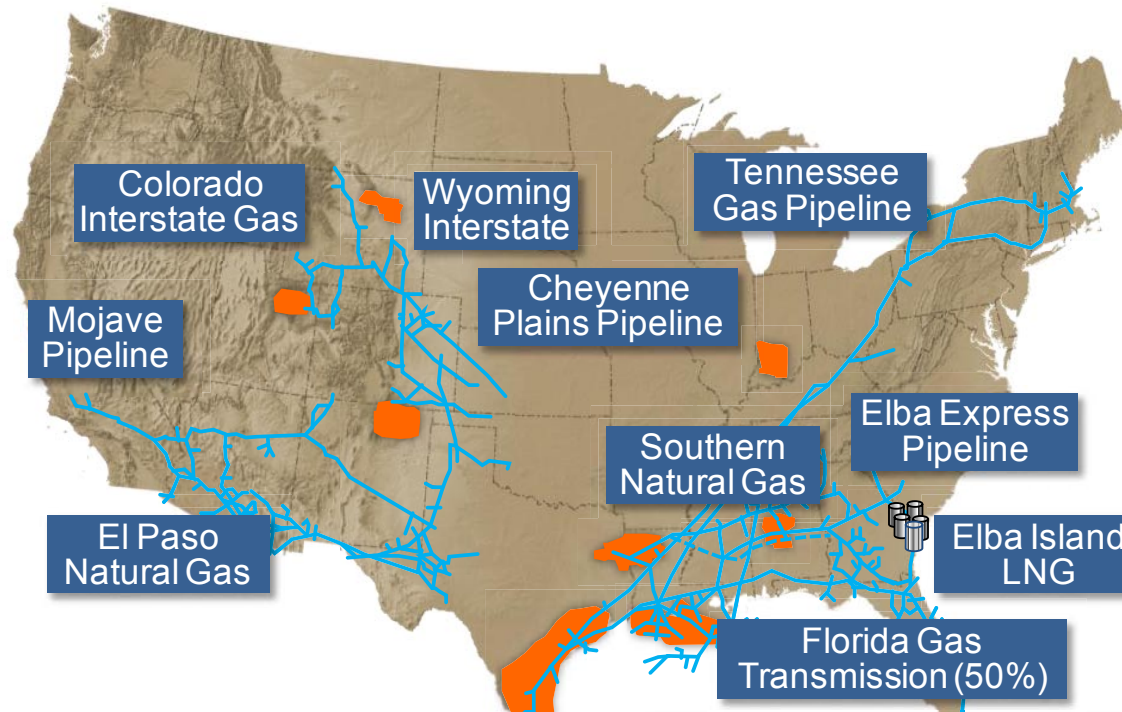 Colorado
Interstate Gas
Wyoming
Interstate
Tennessee
Gas Pipeline
Cheyenne
Plains Pipeline
Mojave
Pipeline
Elba Express
Pipeline
Southern
Natural Gas
El Paso
Natural Gas
Elba Island
LNG
Florida Gas
Transmission (50%)